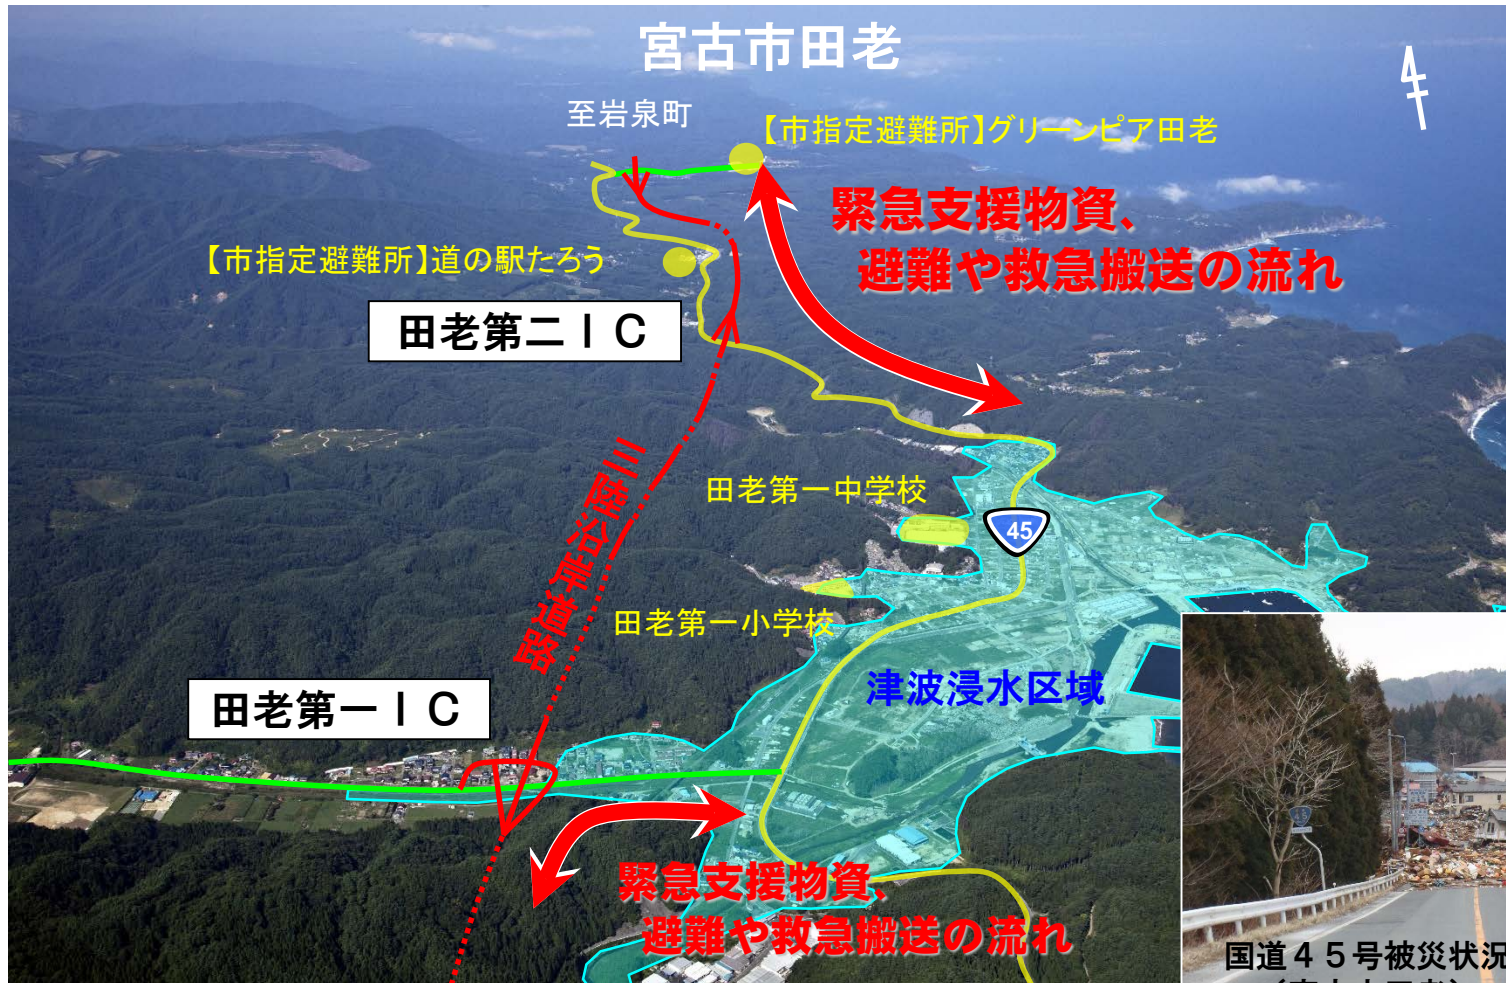 宮古市田老
至岩泉町
【市指定避難所】グリーンピア田老
緊急支援物資、
避難や救急搬送の流れ
【市指定避難所】道の駅たろう
田老第二ＩＣ
三陸沿岸道路
田老第一中学校
45
田老第一小学校
津波浸水区域
田老第一ＩＣ
緊急支援物資、
避難や救急搬送の流れ
国道４５号被災状況